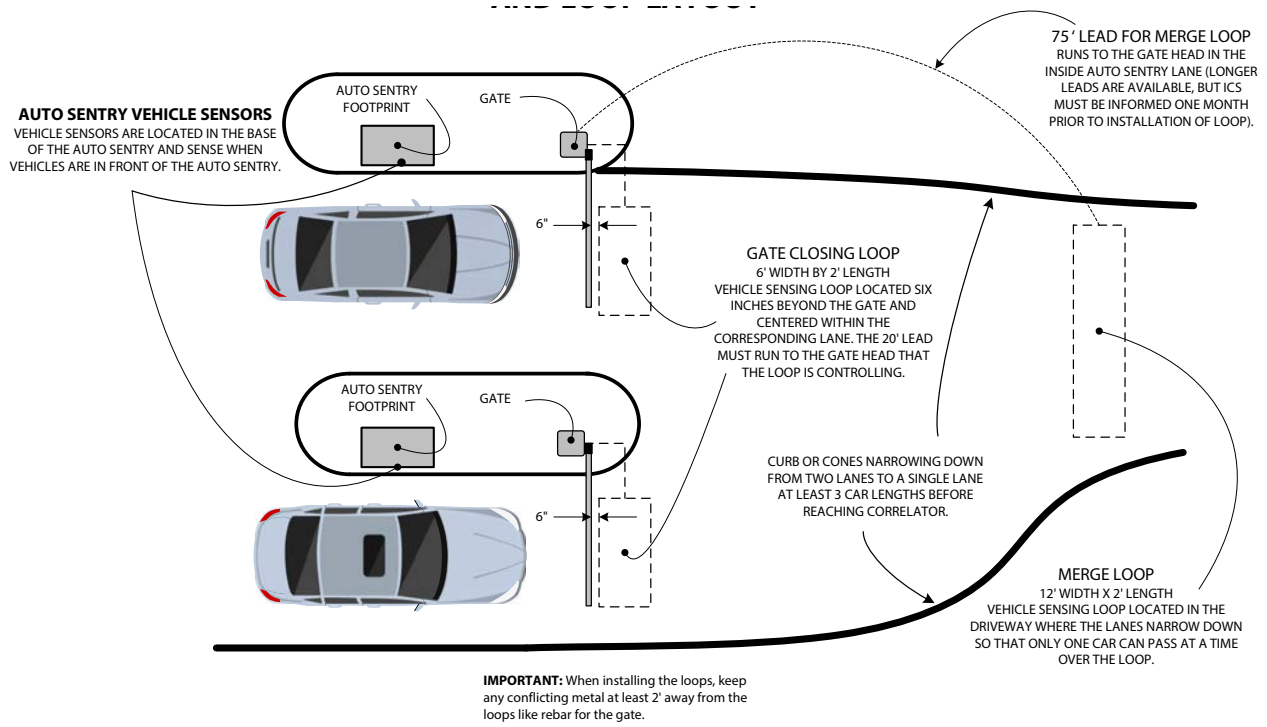 AND LOOP LAYOUT
75' LEAD FOR MERGE LOOP
RUNS TO THE GATE HEAD IN THE
INSIDE AUTO SENTRY LANE (LONGER
LEADS ARE AVAILABLE, BUT ICS
MUST BE INFORMED ONE MONTH
PRIOR TO INSTALLATION OF LOOP).
AUTO SENTRY
FOOTPRINT
GATE
AUTO SENTRY VEHICLE SENSORS
VEHICLE SENSORS ARE LOCATED IN THE BASE
OF THE AUTO SENTRY AND SENSE WHEN
VEHICLES ARE IN FRONT OF THE AUTO SENTRY.
6"
GATE CLOSING LOOP
6' WIDTH BY 2' LENGTH
VEHICLE SENSING LOOP LOCATED SIX
INCHES BEYOND THE GATE AND
CENTERED WITHIN THE
CORRESPONDING LANE. THE 20' LEAD
MUST RUN TO THE GATE HEAD THAT
THE LOOP IS CONTROLLING.
AUTO SENTRY
FOOTPRINT
GATE
6"
CURB OR CONES NARROWING DOWN
FROM TWO LANES TO A SINGLE LANE
AT LEAST 3 CAR LENGTHS BEFORE
REACHING CORRELATOR.
MERGE LOOP
12' WIDTH X 2' LENGTH
VEHICLE SENSING LOOP LOCATED IN THE
DRIVEWAY WHERE THE LANES NARROW DOWN
SO THAT ONLY ONE CAR CAN PASS AT A TIME
OVER THE LOOP.
IMPORTANT: When installing the loops, keep
any conflicting metal at least 2' away from the
loops like rebar for the gate.